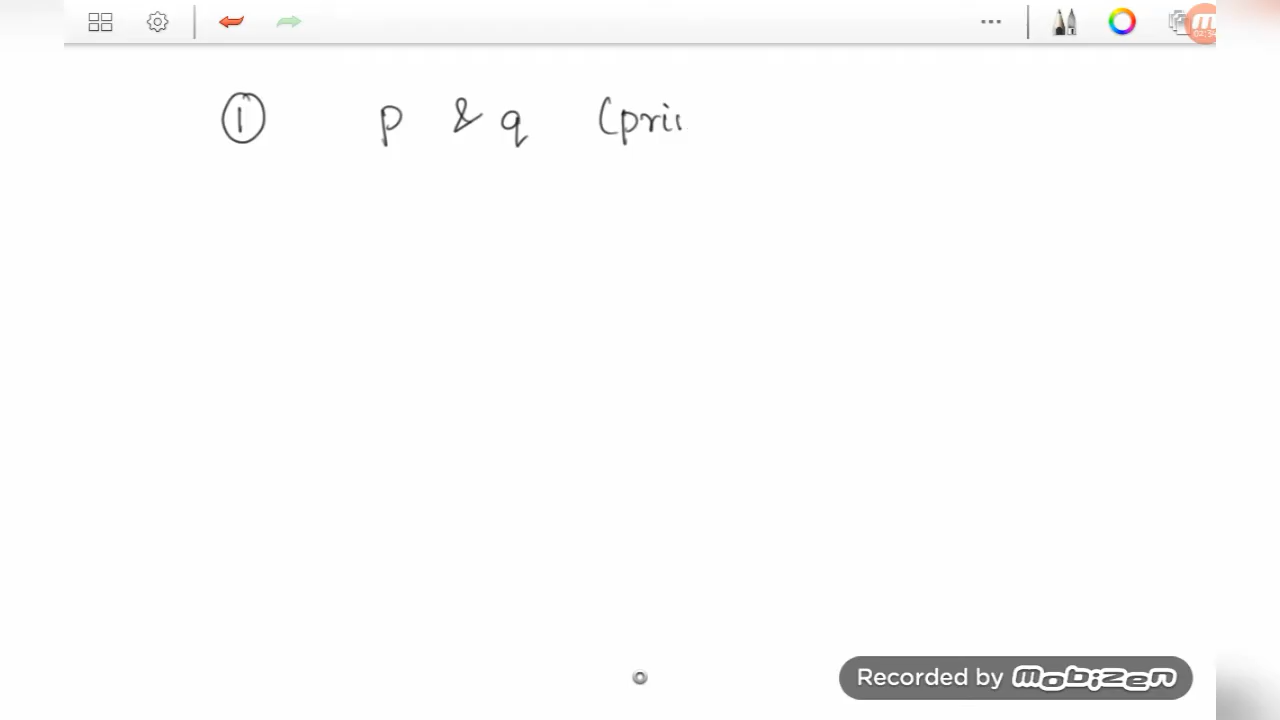 ① p & q (pri
Recorded by mobizen